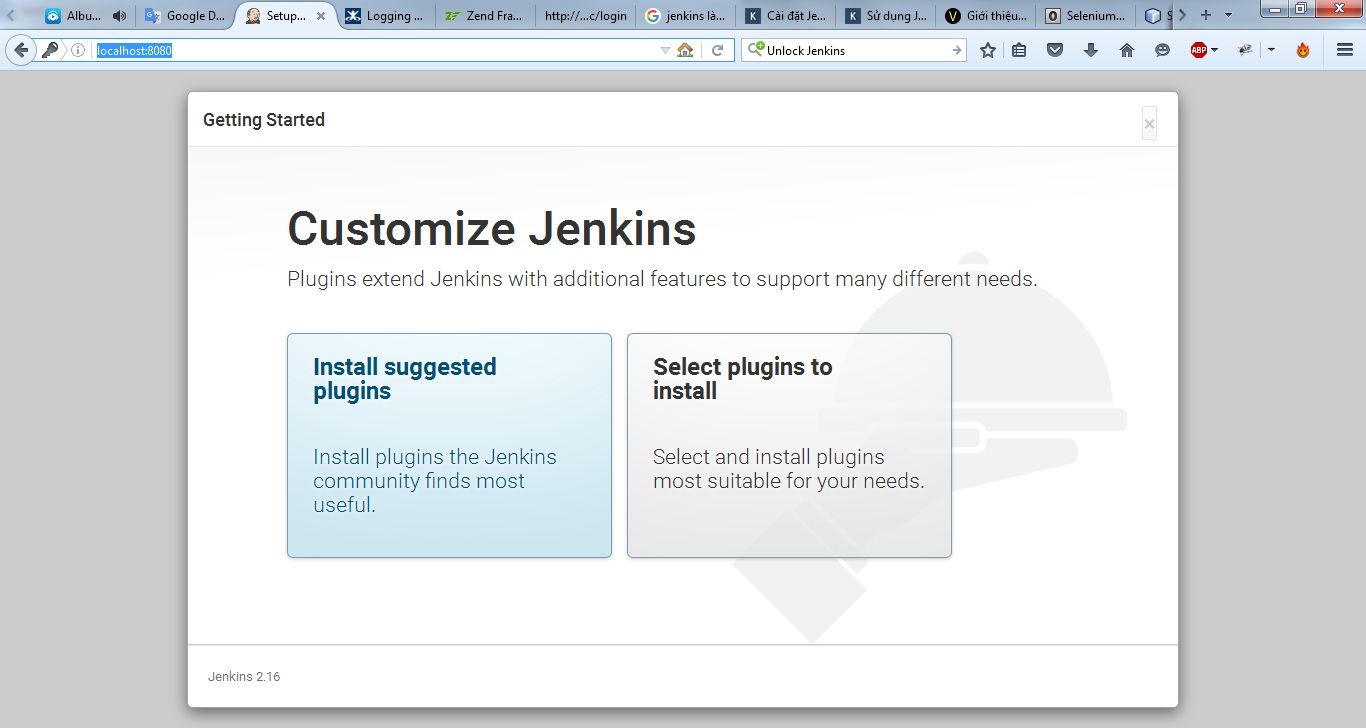 Albu...
Google D...
Setup...
Logging ...
Zend Fra...
http://...c/login
jenkins là...
Cài đặt Je...
Sử dụng J...
Giới thiệu...
Selenium...
localhost:8080
Unlock Jenkins
ABP
Getting Started
Customize Jenkins
Plugins extend Jenkins with additional features to support many different needs.
Install suggested
plugins
Install plugins the Jenkins
community finds most
useful.
Select plugins to
install
Select and install plugins
most suitable for your needs.
Jenkins 2.16